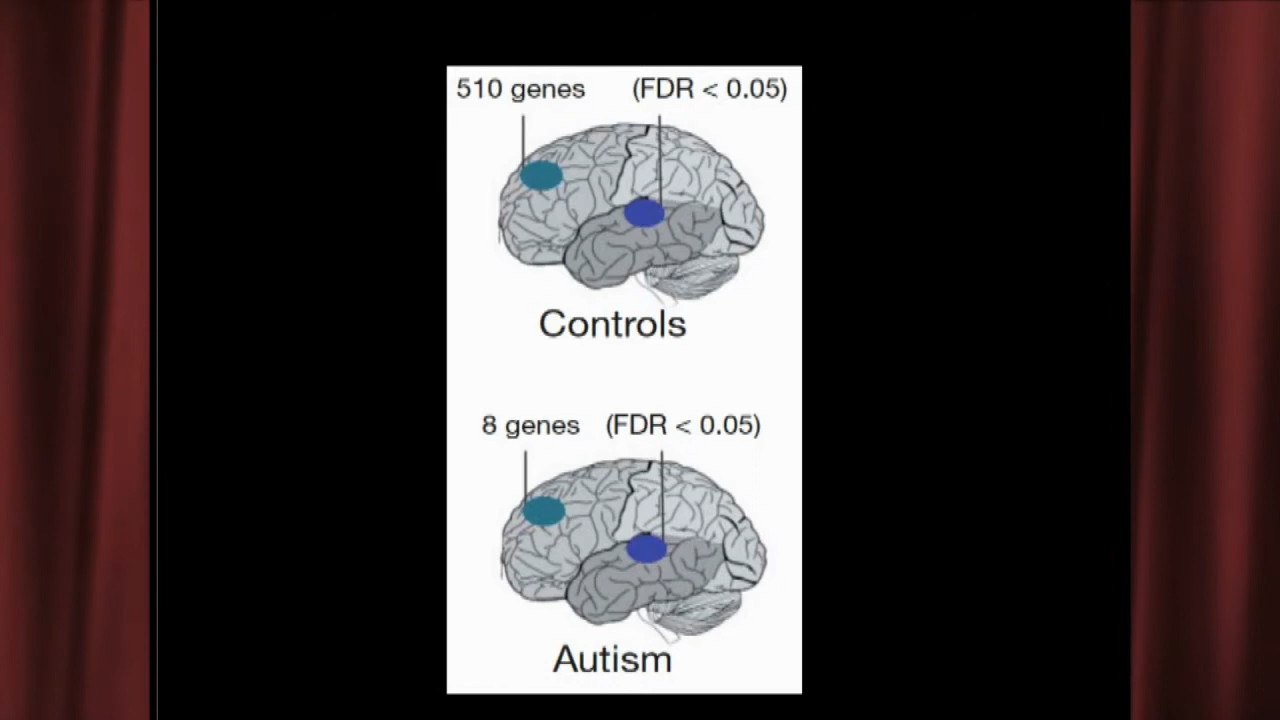 510 genes (FDR < 0.05)
Controls
8 genes (FDR < 0.05)
Autism